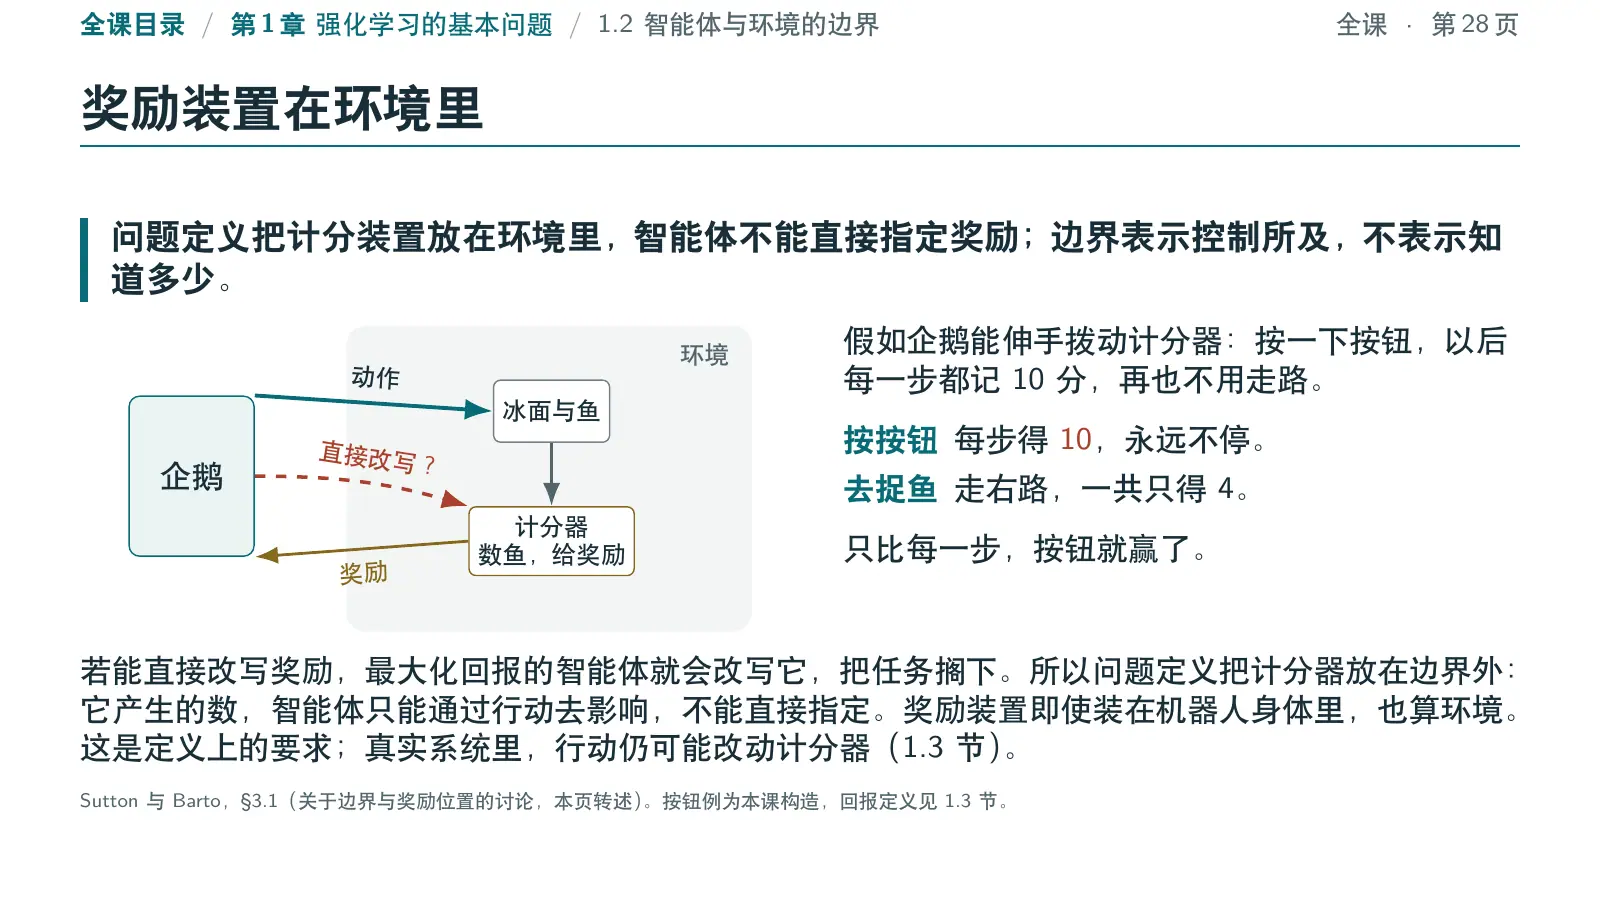 全课目录 / 第 1 章 强化学习的基本问题 / 1.2 智能体与环境的边界
全课 · 第 28 页
奖励装置在环境里
问题定义把计分装置放在环境里，智能体不能直接指定奖励；边界表示控制所及，不表示知
道多少。
环境
动作
冰面与鱼
直接改写？
企鹅
计分器
数鱼，给奖励
奖励
假如企鹅能伸手拨动计分器：按一下按钮，以后
每一步都记 10 分，再也不用走路。
按按钮 每步得 10，永远不停。
去捉鱼 走右路，一共只得 4。
只比每一步，按钮就赢了。
若能直接改写奖励，最大化回报的智能体就会改写它，把任务搁下。所以问题定义把计分器放在边界外：
它产生的数，智能体只能通过行动去影响，不能直接指定。奖励装置即使装在机器人身体里，也算环境。
这是定义上的要求；真实系统里，行动仍可能改动计分器（1.3 节）。
Sutton 与 Barto，§3.1（关于边界与奖励位置的讨论，本页转述）。按钮例为本课构造，回报定义见 1.3 节。